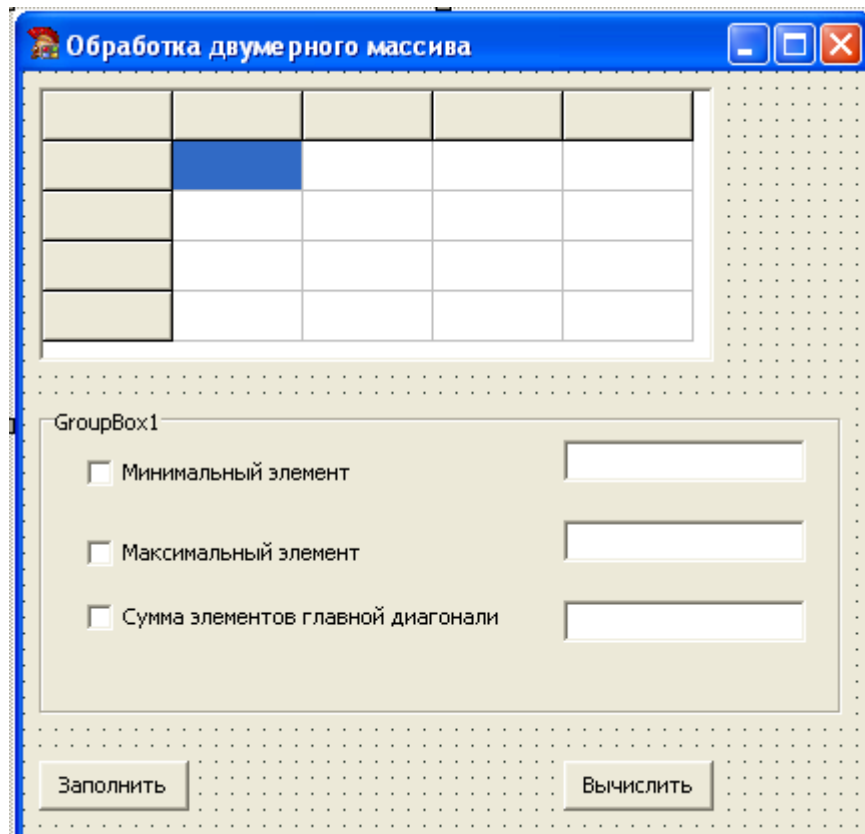 Обработка двумерного массива
GroupBox1
Минимальный элемент
Максимальный элемент
Сумма элементов главной диагонали
Заполнить
Вычислить